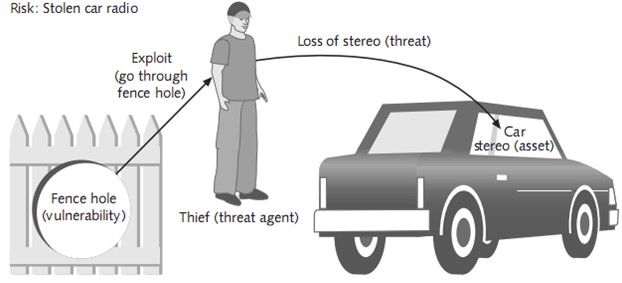 Risk: Stolen car radio
Exploit
(go through
fence hole)
Loss of stereo (threat)
Car
stereo (asset)
Fence hole
(vulnerability)
Thief (threat agent)